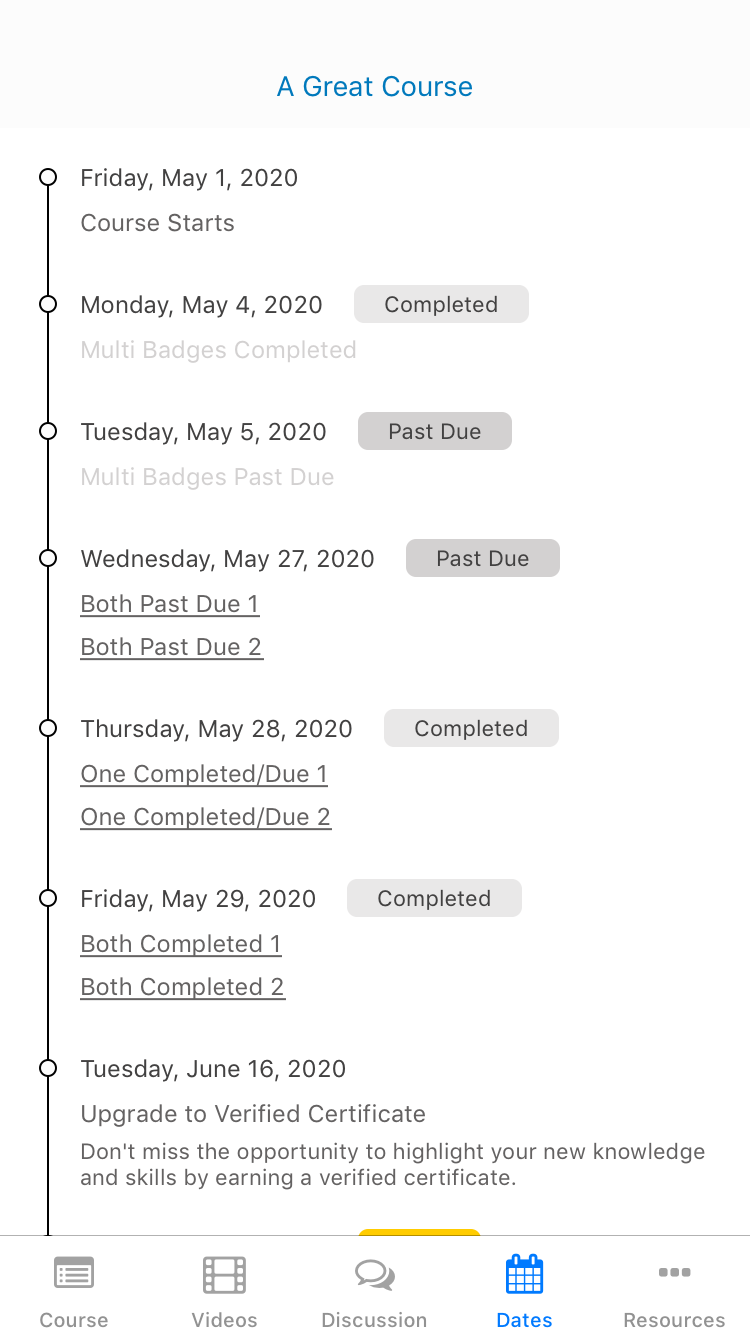 A Great Course
Friday, May 1, 2020
Course Starts
Monday, May 4, 2020 Completed
Multi Badges Completed
Tuesday, May 5, 2020 Past Due
Multi Badges Past Due
Wednesday, May 27, 2020 Past Due
Both Past Due 1
Both Past Due 2
Thursday, May 28, 2020 Completed
One Completed/Due 1
One Completed/Due 2
Friday, May 29, 2020 Completed
Both Completed 1
Both Completed 2
Tuesday, June 16, 2020
Upgrade to Verified Certificate
Don't miss the opportunity to highlight your new knowledge
and skills by earning a verified certificate.
Course Videos Discussion Dates Resources